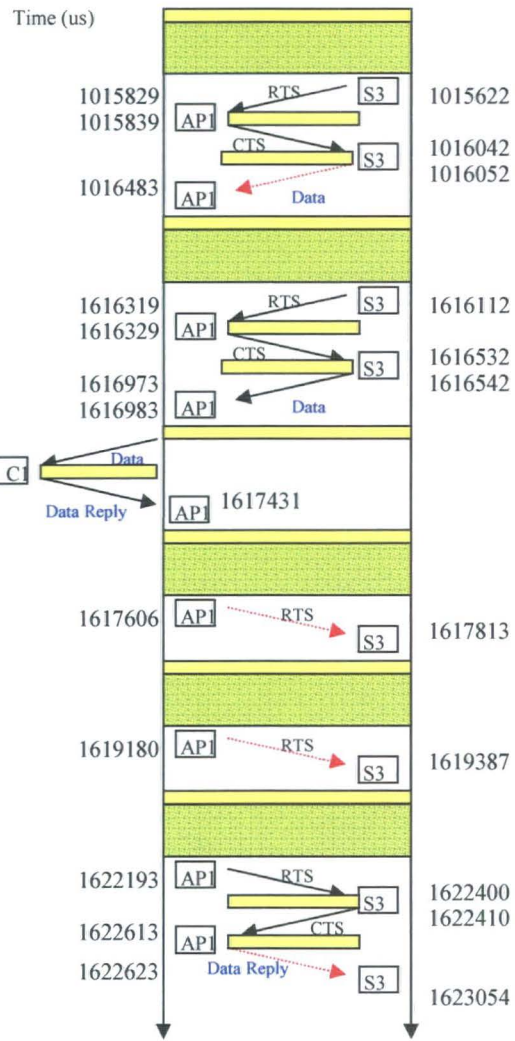 Time (us)
RTS
S3
1015829
1015622
1015839
AP1
CTS
S3
1016042
1016052
1016483
AP1
Data
1616319
RTS
S3
1616112
1616329
AP1
CTS
S3
1616532
1616973
1616542
1616983
AP1
Data
Data
C1
Data Reply
AP1
1617431
1617606
AP1
RTS
S3
1617813
1619180
AP1
RTS
S3
1619387
1622193
AP1
RTS
S3
1622400
1622410
1622613
AP1
CTS
1622623
Data Reply
S3
1623054